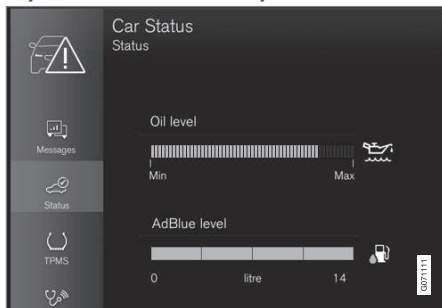 Car Status
Status
Messages
Status
TPMS
Oil level
Min Max
AdBlue level
0 litre 14
G071111